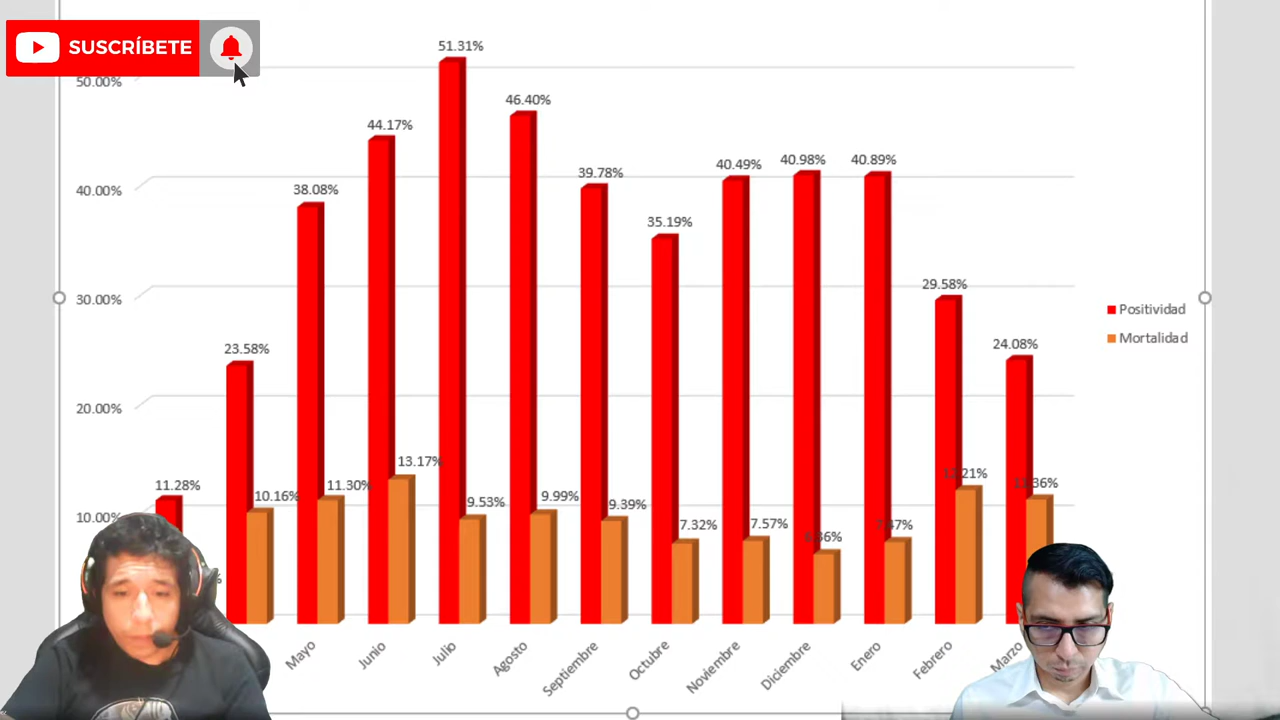 SUSCRÍBETE
51.31%
50.00%
46.40%
44.17%
40.98%
40.89%
40.49%
39.78%
40.00%
38.08%
35.19%
30.00%
29.58%
Positividad
Mortalidad
23.58%
24.08%
20.00%
13.17%
11.28%
11.30%
10.16%
9.53%
9.99%
9.39%
7.32%
7.57%
10.00%
Mayo
Junio
Julio
Agosto
Septiembre
Octubre
Noviembre
Diciembre
Enero
Febrero
Marzo